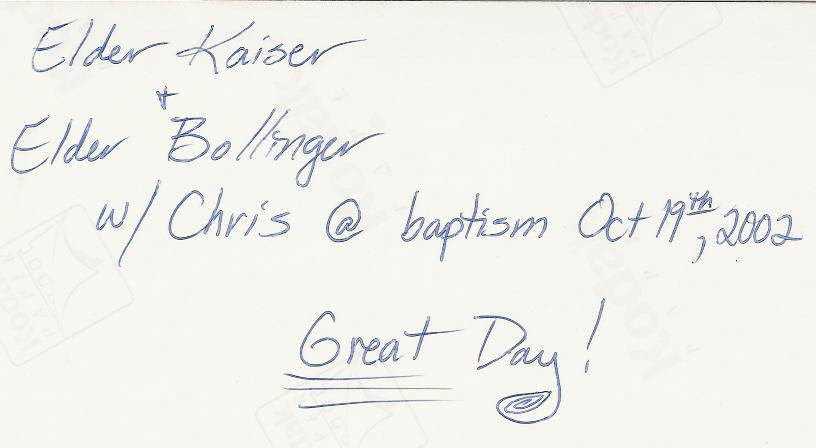 Elder Kaiser
+
Elder Bollinger
w/ Chris @ baptism Oct 19th, 2002
Great Day!